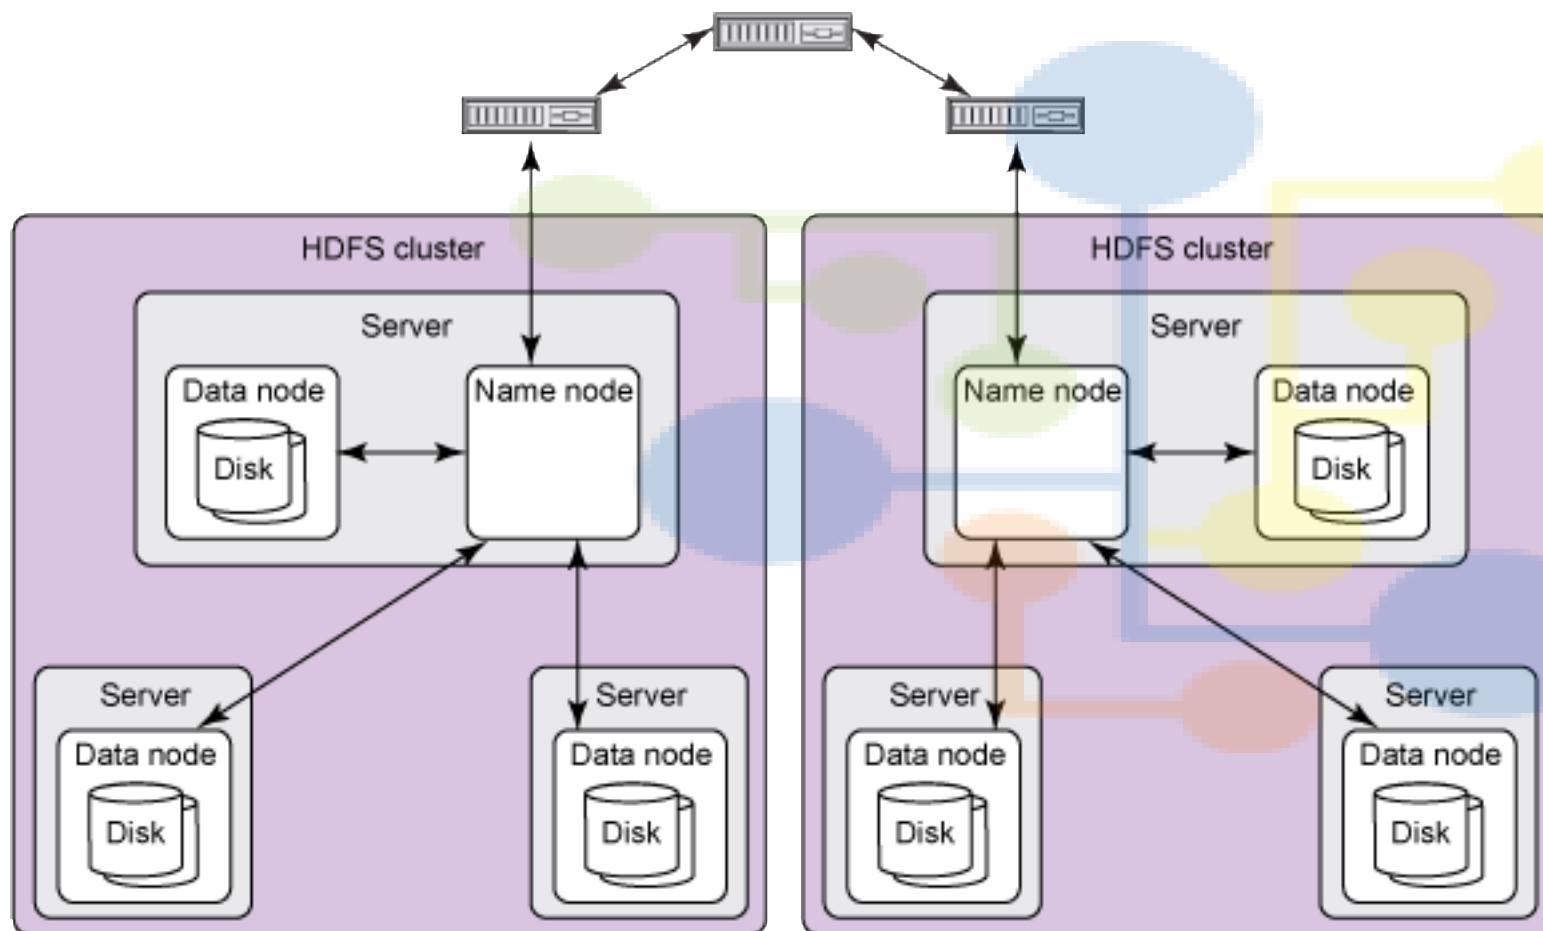 HDFS cluster
Server
Data node
Disk
Name node
Server
Data node
Disk
Server
Data node
Disk
HDFS cluster
Server
Name node
Data node
Disk
Server
Data node
Disk
Server
Data node
Disk